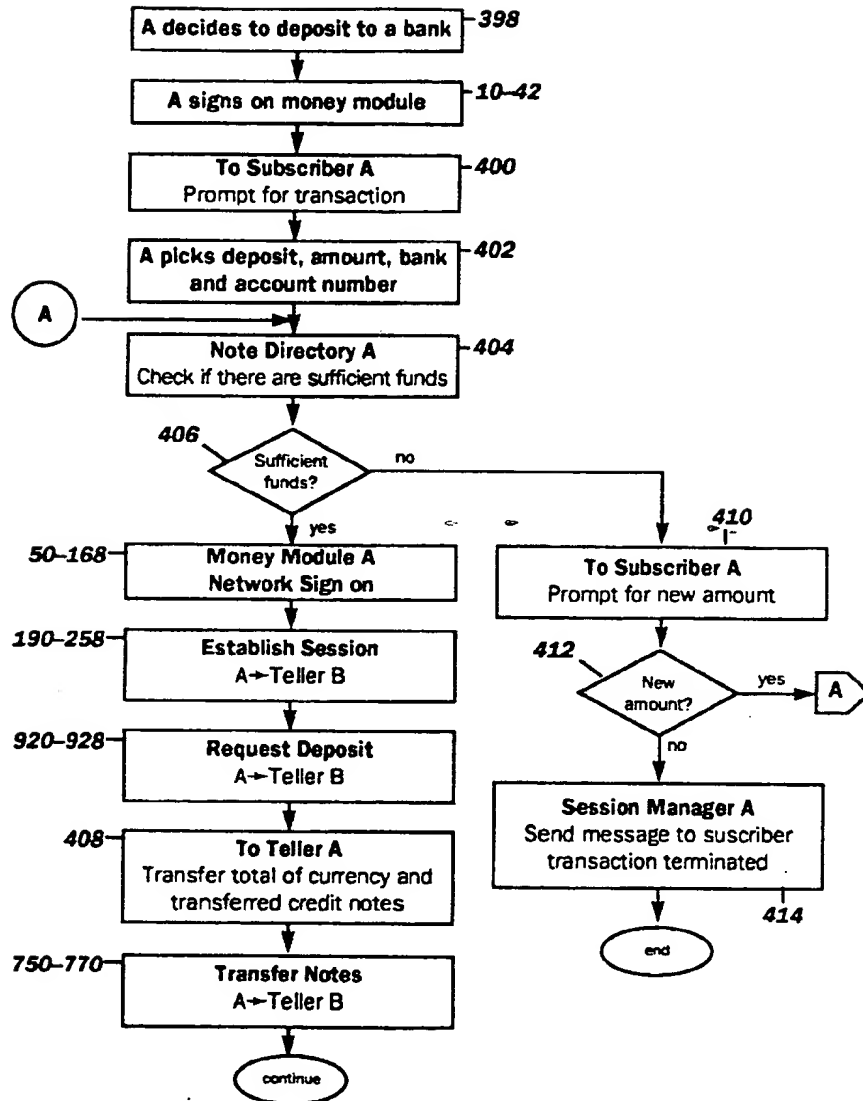 A decides to deposit to a bank
398
A signs on money module
10–42
To Subscriber A
Prompt for transaction
400
A picks deposit, amount, bank
and account number
402
A
Note Directory A
Check if there are sufficient funds
404
406
Sufficient
funds?
no
yes
50–168
Money Module A
Network Sign on
410
To Subscriber A
Prompt for new amount
190–258
Establish Session
A→Teller B
412
New
amount?
yes
A
no
920–928
Request Deposit
A→Teller B
Session Manager A
Send message to suscriber
transaction terminated
414
408
To Teller A
Transfer total of currency and
transferred credit notes
end
750–770
Transfer Notes
A→Teller B
continue